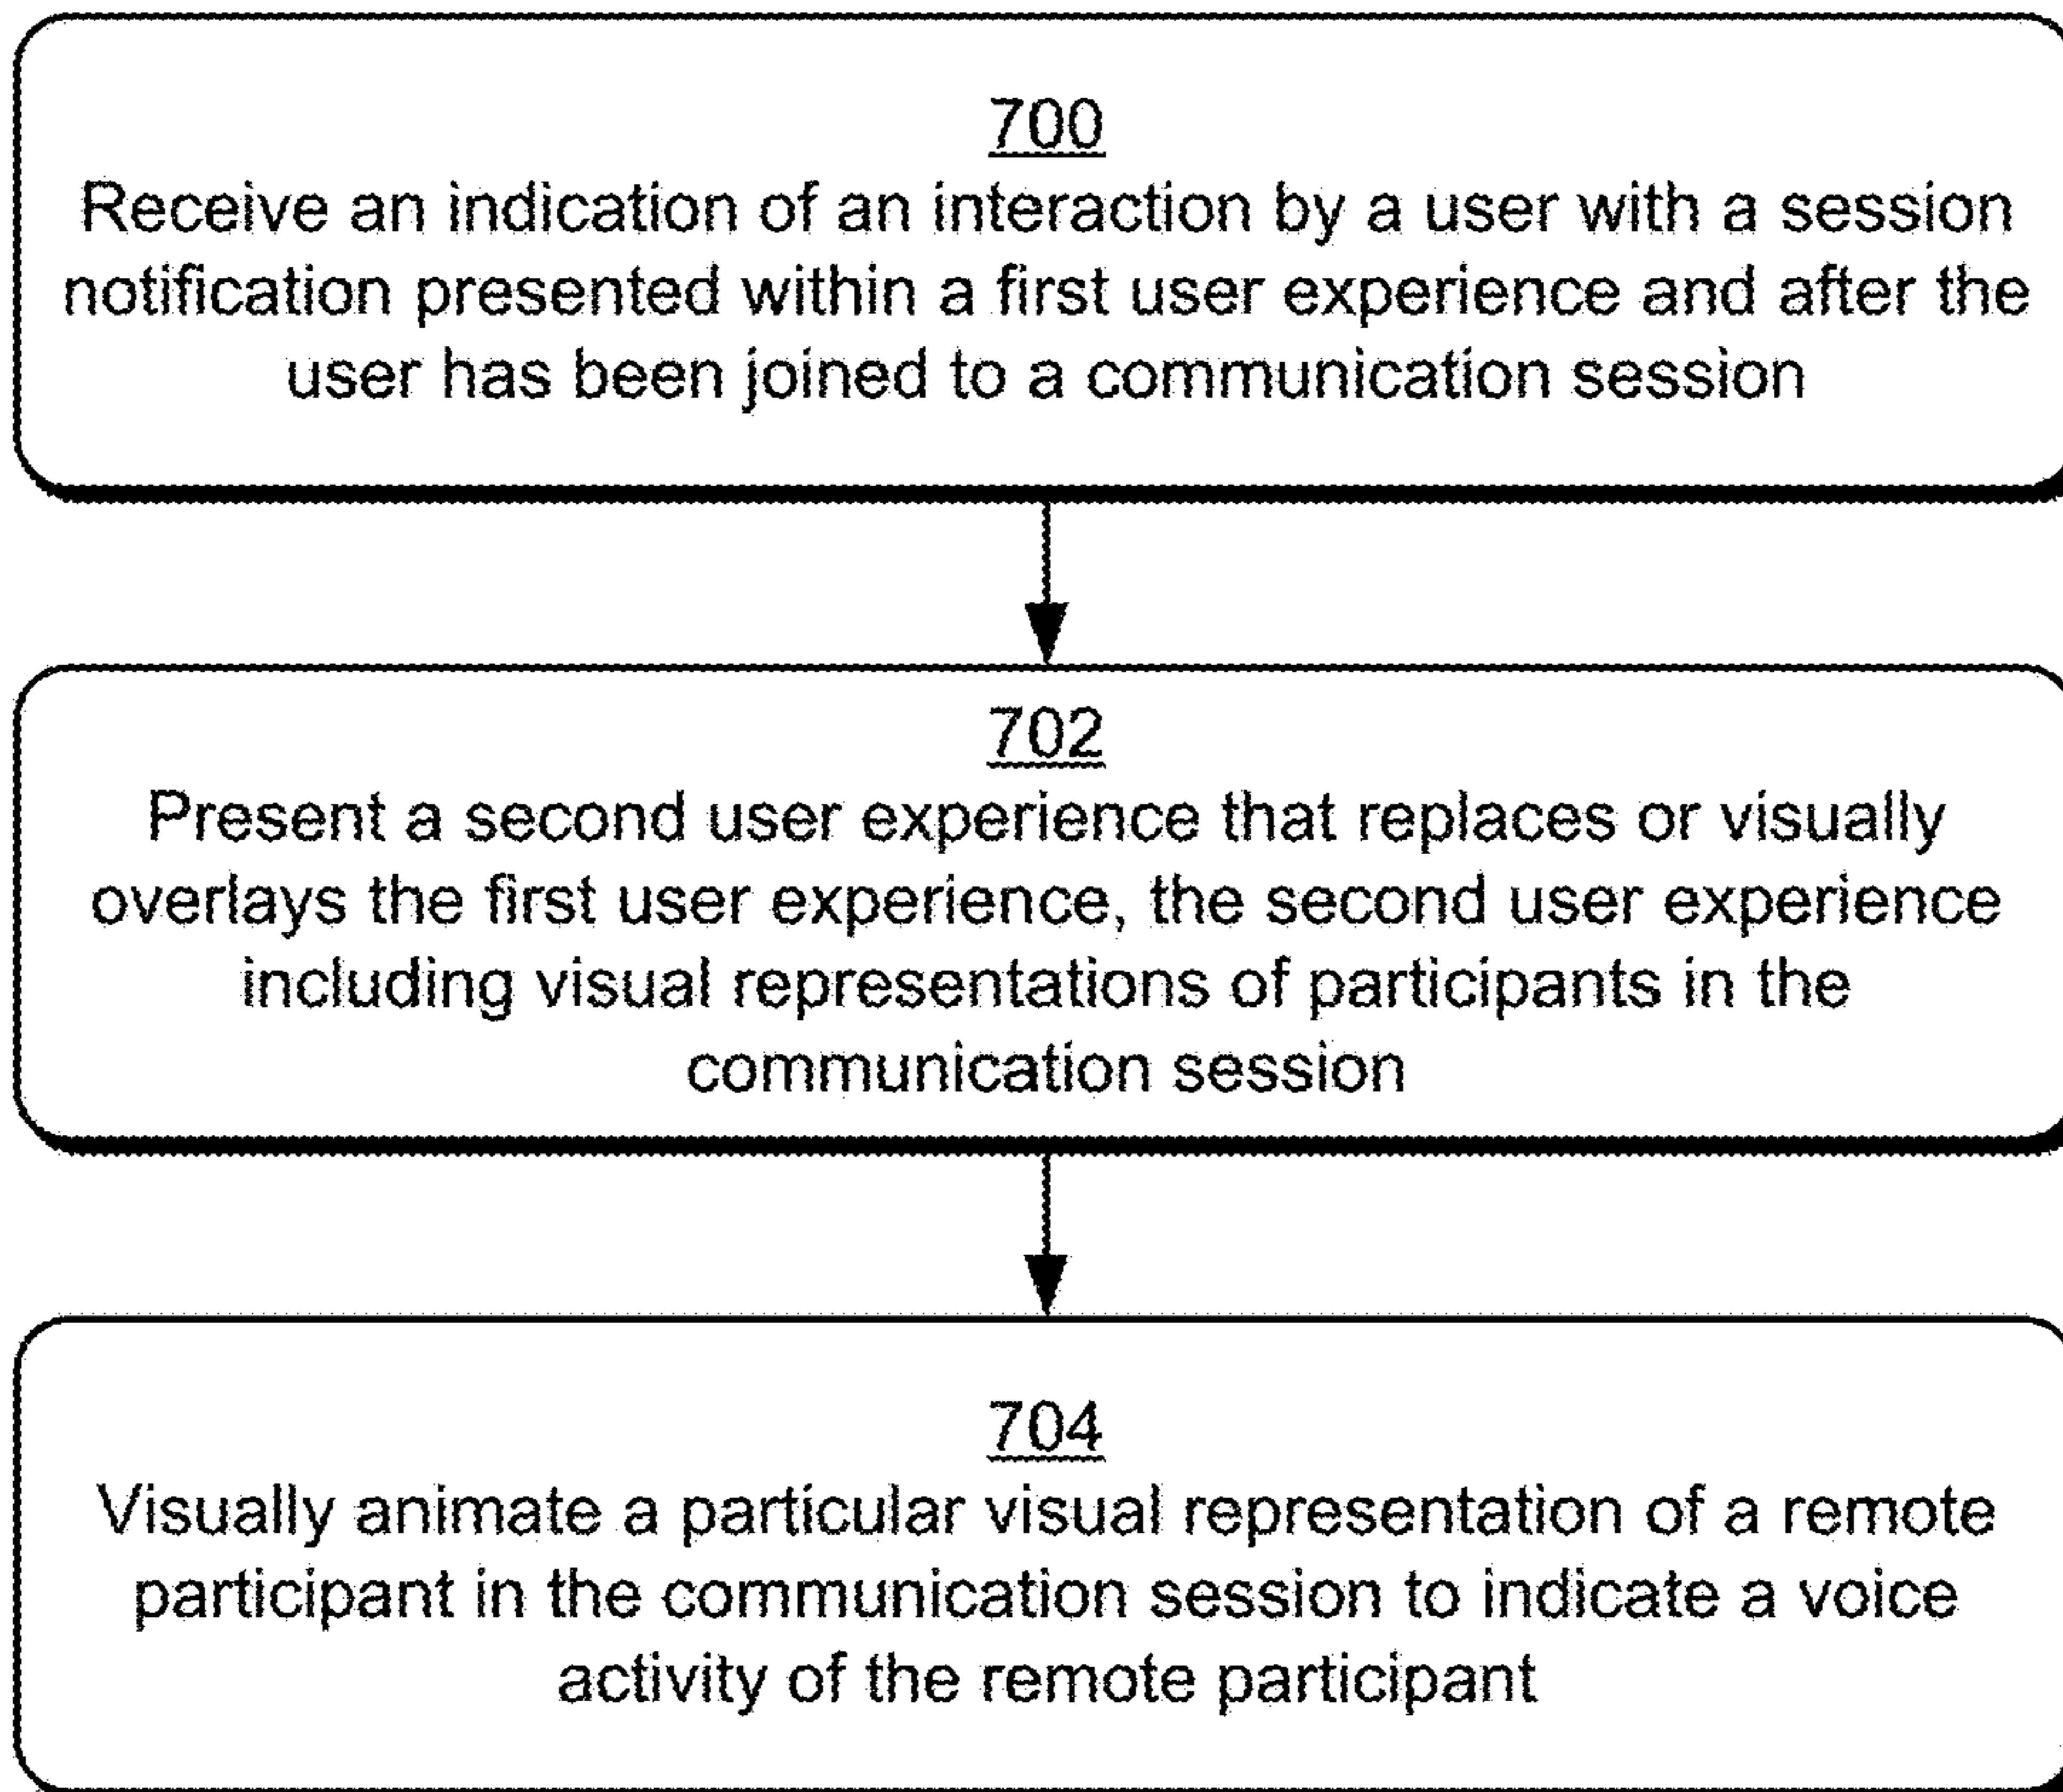 700
Receive an indication of an interaction by a user with a session
notification presented within a first user experience and after the
user has been joined to a communication session
702
Present a second user experience that replaces or visually
overlays the first user experience, the second user experience
including visual representations of participants in the
communication session
704
Visually animate a particular visual representation of a remote
participant in the communication session to indicate a voice
activity of the remote participant